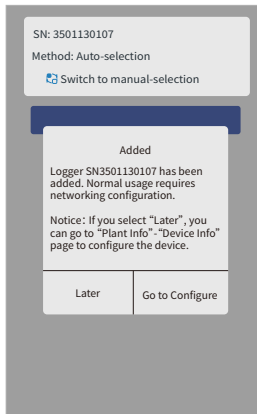 SN: 3501130107
Method: Auto-selection
Switch to manual-selection
Added
Logger SN3501130107 has been
added. Normal usage requires
networking configuration.
Notice: If you select “Later”, you
can go to “Plant Info”-“Device Info”
page to configure the device.
Later
Go to Configure